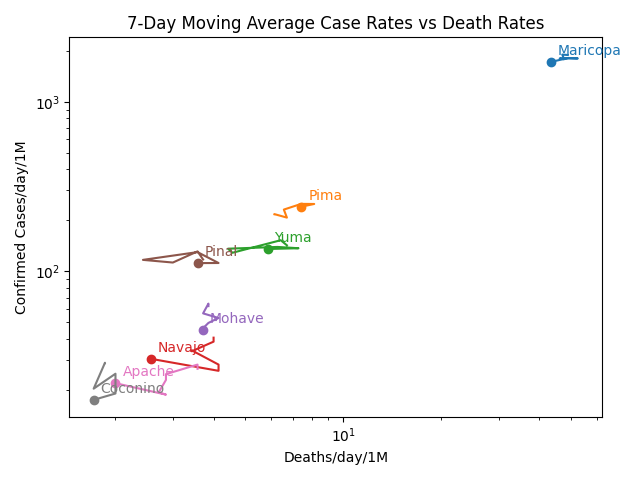 7-Day Moving Average Case Rates vs Death Rates
Confirmed Cases/day/1M
10³
10²
Maricopa
Pima
Yuma
Pinal
Mohave
Navajo
Apache
Coconino
10¹
Deaths/day/1M